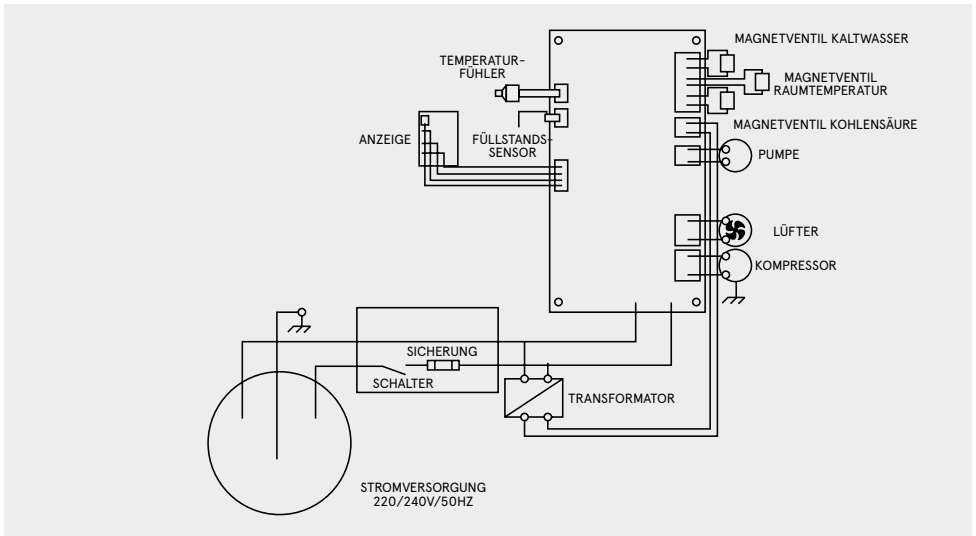 MAGNETVENTIL KALTWASSER
TEMPERATUR-
FÜHLER
MAGNETVENTIL
RAUMTEMPERATUR
ANZEIGE
FÜLLSTANDS-
SENSOR
MAGNETVENTIL KOHLENSÄURE
PUMPE
LÜFTER
KOMPRESSOR
SICHERUNG
SCHALTER
TRANSFORMATOR
STROMVERSORGUNG
220/240V/50HZ